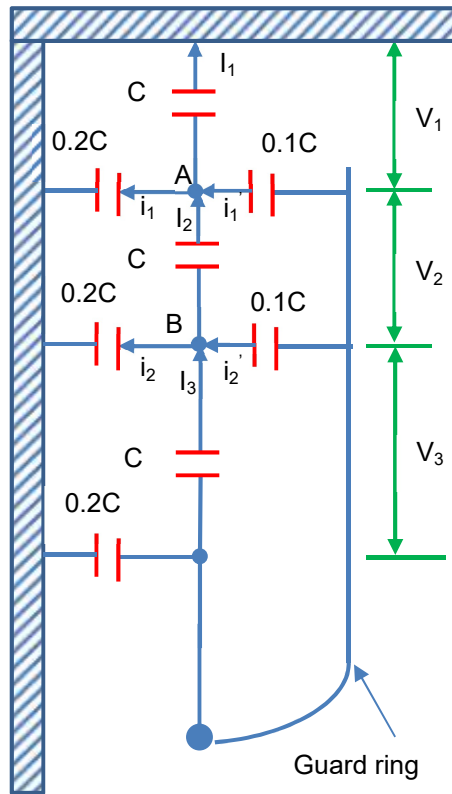 I₁
C
V₁
0.2C
0.1C
A
i₁
i₁'
I₂
C
V₂
0.2C
0.1C
B
i₂
i₂'
I₃
C
V₃
0.2C
Guard ring